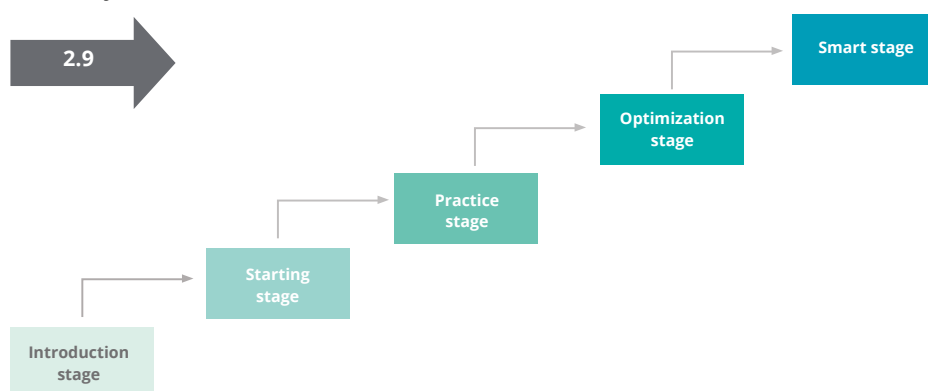 2.9
Smart stage
Optimization
stage
Practice
stage
Starting
stage
Introduction
stage